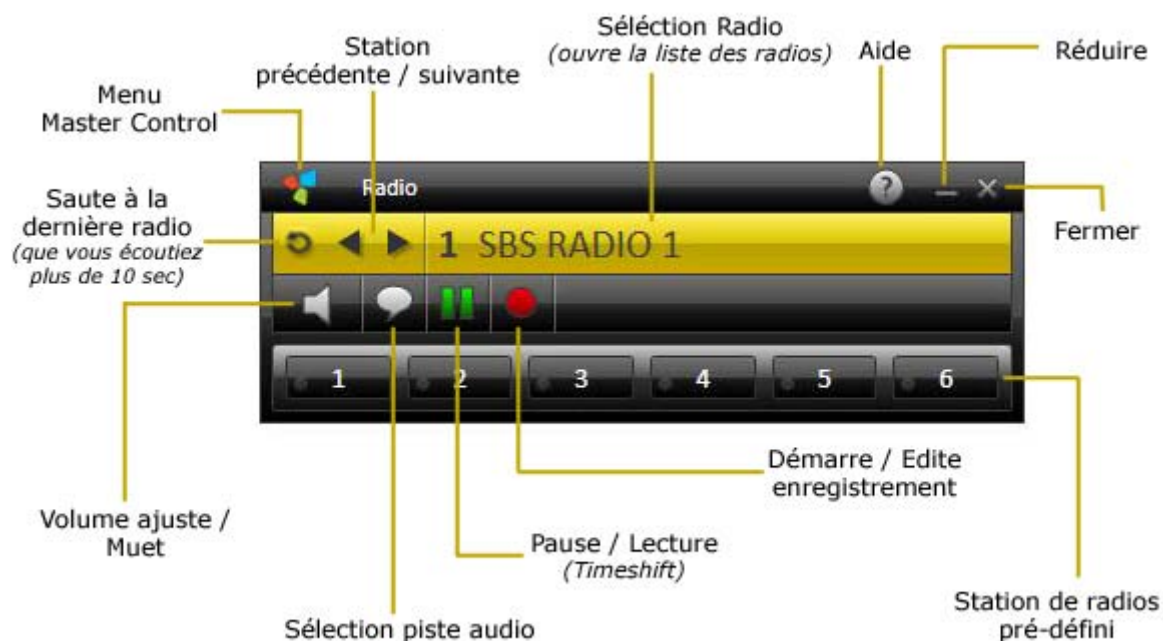 Séléction Radio
(ouvre la liste des radios)
Station
précédente / suivante
Aide
Réduire
Menu
Master Control
Saute à la
dernière radio
(que vous écoutiez
plus de 10 sec)
Radio
?
Fermer
1 SBS RADIO 1
1 2 3 4 5 6
Démarre / Edite
enregistrement
Volume ajuste /
Muet
Pause / Lecture
(Timeshift)
Station de radios
pré-défini
Sélection piste audio